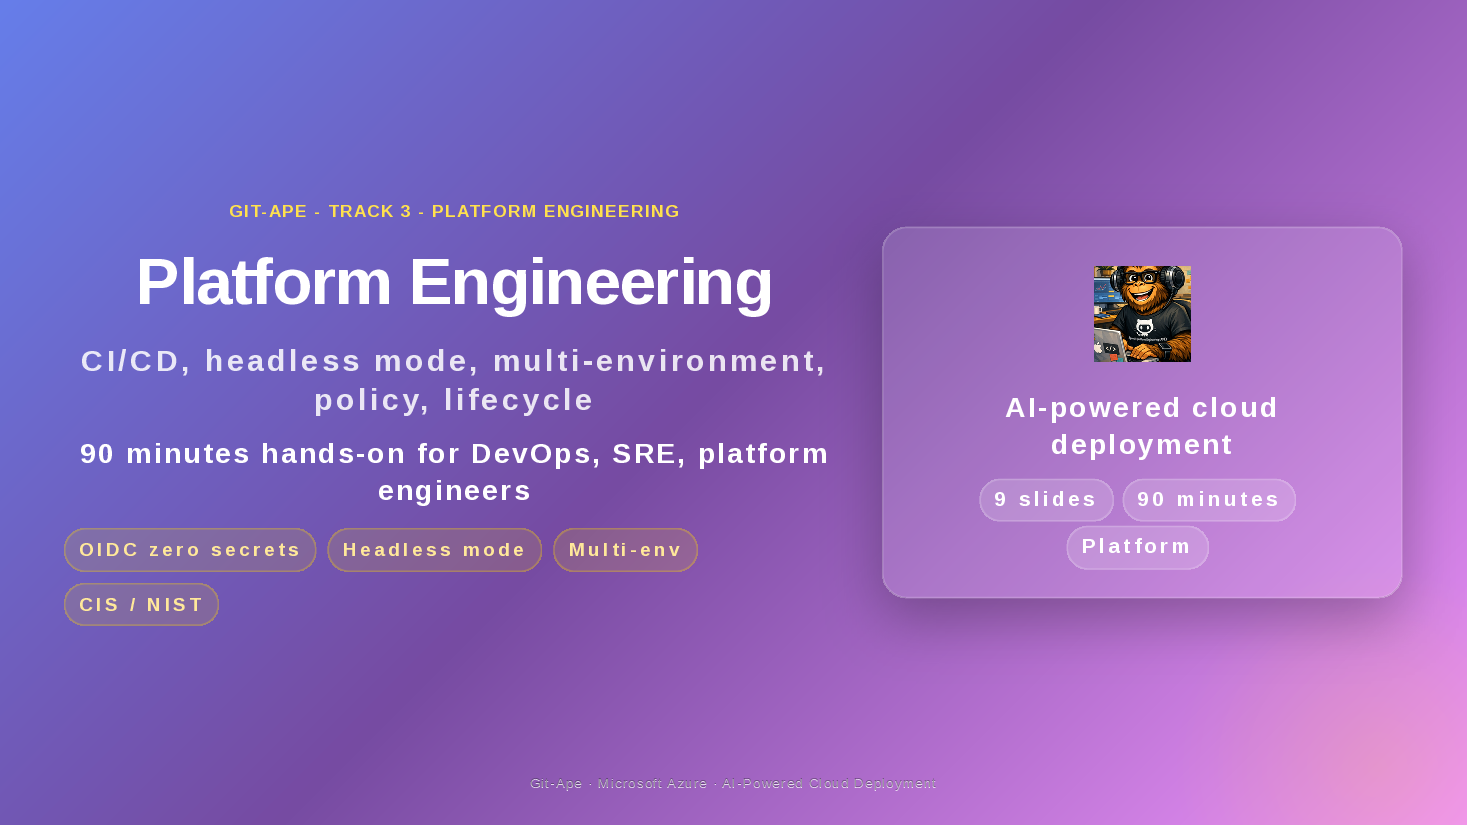 GIT-APE - TRACK 3 - PLATFORM ENGINEERING
Platform Engineering
CI/CD, headless mode, multi-environment,
policy, lifecycle
90 minutes hands-on for DevOps, SRE, platform
engineers
OIDC zero secrets
Headless mode
Multi-env
CIS / NIST
AI-powered cloud
deployment
9 slides
90 minutes
Platform
Git-Ape · Microsoft Azure · AI-Powered Cloud Deployment